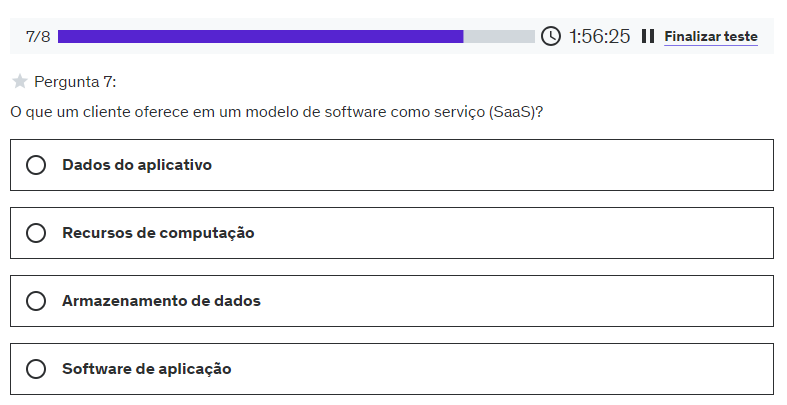 7/8 1:56:25 Finalizar teste
Pergunta 7:
O que um cliente oferece em um modelo de software como serviço (SaaS)?
Dados do aplicativo
Recursos de computação
Armazenamento de dados
Software de aplicação